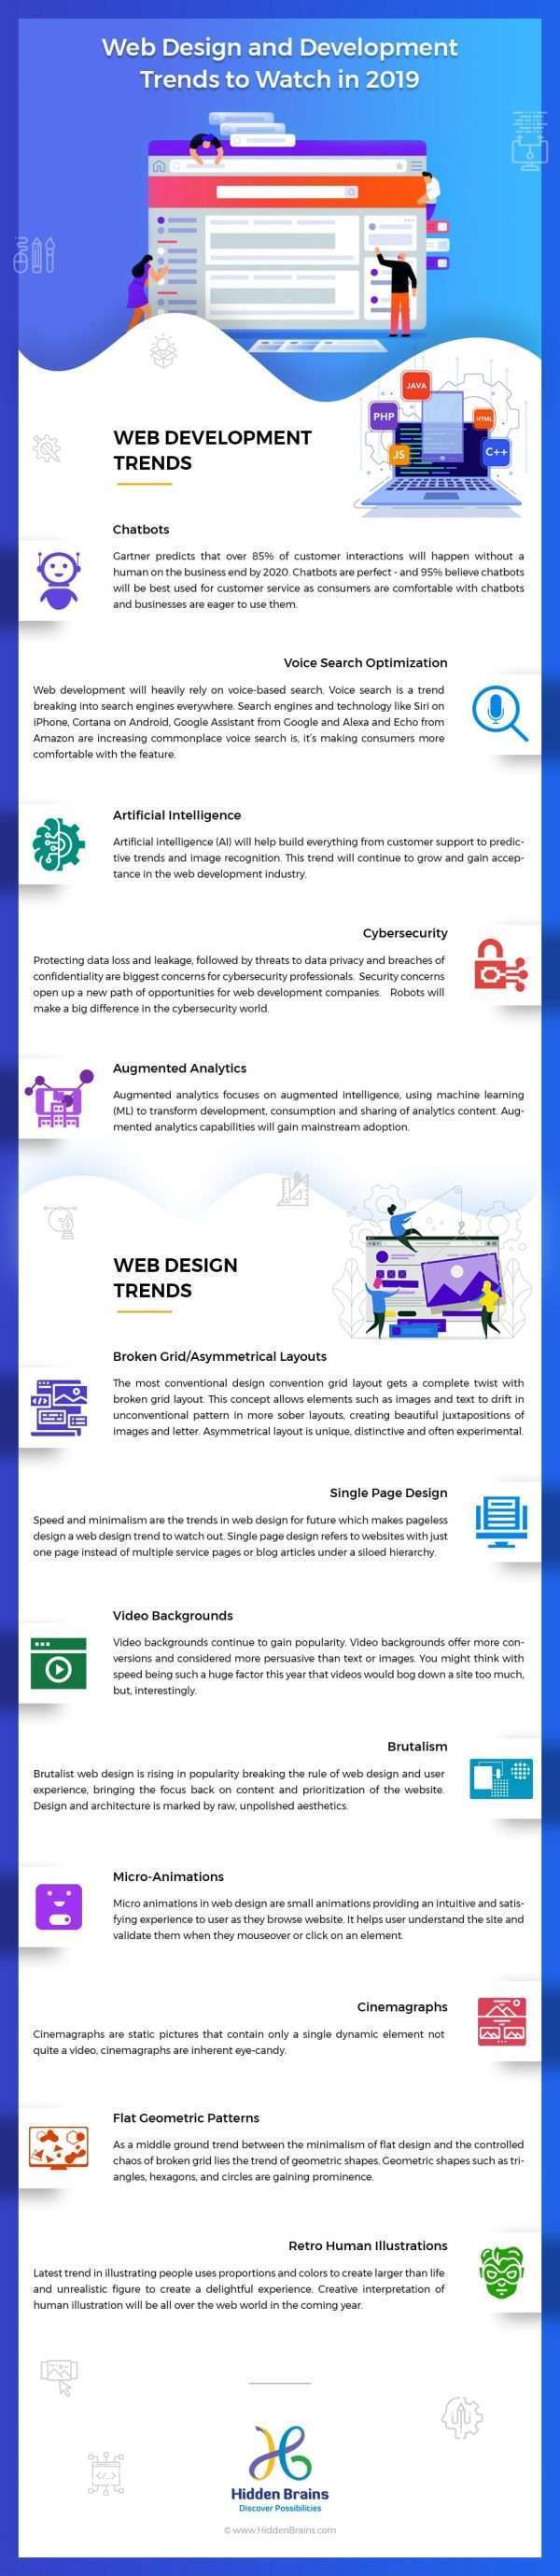 Web Design and Development
Trends to Watch in 2019
JAVA
PHP
HTML
JS
C++
WEB DEVELOPMENT
TRENDS
Chatbots
Gartner predicts that over 85% of customer interactions will happen without a
human on the business end by 2020. Chatbots are perfect - and 95% believe chatbots
will be best used for customer service as consumers are comfortable with chatbots
and businesses are eager to use them.
Voice Search Optimization
Web development will heavily rely on voice-based search. Voice search is a trend
breaking into search engines everywhere. Search engines and technology like Siri on
iPhone, Cortana on Android, Google Assistant from Google and Alexa and Echo from
Amazon are increasing commonplace voice search is, it's making consumers more
comfortable with the feature.
Artificial Intelligence
Artificial intelligence (AI) will help build everything from customer support to predic-
tive trends and image recognition. This trend will continue to grow and gain accep-
tance in the web development industry.
Cybersecurity
Protecting data loss and leakage, followed by threats to data privacy and breaches of
confidentiality are biggest concerns for cybersecurity professionals. Security concerns
open up a new path of opportunities for web development companies. Robots will
make a big difference in the cybersecurity world.
Augmented Analytics
Augmented analytics focuses on augmented intelligence, using machine learning
(ML) to transform development, consumption and sharing of analytics content. Aug-
mented analytics capabilities will gain mainstream adoption.
WEB DESIGN
TRENDS
Broken Grid/Asymmetrical Layouts
The most conventional design convention grid layout gets a complete twist with
broken grid layout. This concept allows elements such as images and text to drift in
unconventional pattern in more sober layouts, creating beautiful juxtapositions of
images and letter. Asymmetrical layout is unique, distinctive and often experimental.
Single Page Design
Speed and minimalism are the trends in web design for future which makes pageless
design a web design trend to watch out. Single page design refers to websites with just
one page instead of multiple service pages or blog articles under a siloed hierarchy.
Video Backgrounds
Video backgrounds continue to gain popularity. Video backgrounds offer more con-
versions and considered more persuasive than text or images. You might think with
speed being such a huge factor this year that videos would bog down a site too much,
but, interestingly.
Brutalism
Brutalist web design is rising in popularity breaking the rule of web design and user
experience, bringing the focus back on content and prioritization of the website.
Design and architecture is marked by raw, unpolished aesthetics.
Micro-Animations
Micro animations in web design are small animations providing an intuitive and satis-
fying experience to user as they browse website. It helps user understand the site and
validate them when they mouseover or click on an element.
Cinemagraphs
Cinemagraphs are static pictures that contain only a single dynamic element not
quite a video, cinemagraphs are inherent eye-candy.
Flat Geometric Patterns
As a middle ground trend between the minimalism of flat design and the controlled
chaos of broken grid lies the trend of geometric shapes. Geometric shapes such as tri-
angles, hexagons, and circles are gaining prominence.
Retro Human Illustrations
Latest trend in illustrating people uses proportions and colors to create larger than life
and unrealistic figure to create a delightful experience. Creative interpretation of
human illustration will be all over the web world in the coming year.
Hidden Brains
Discover Possibilities
© www.HiddenBrains.com